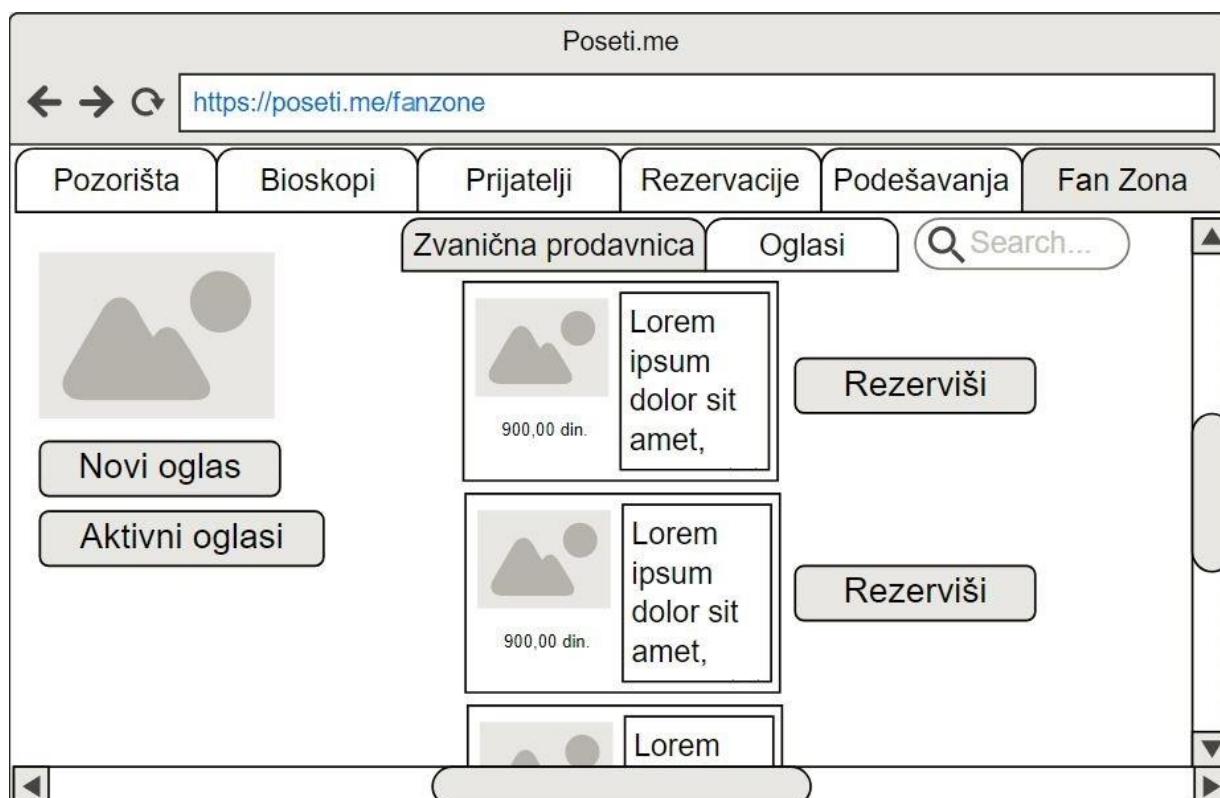 Poseti.me
https://poseti.me/fanzone
Pozorišta
Bioskopi
Prijatelji
Rezervacije
Podešavanja
Fan Zona
Zvanična prodavnica
Oglasi
Search...
Novi oglas
Aktivni oglasi
900,00 din.
Lorem
ipsum
dolor sit
amet,
Rezerviši
900,00 din.
Lorem
ipsum
dolor sit
amet,
Rezerviši
Lorem